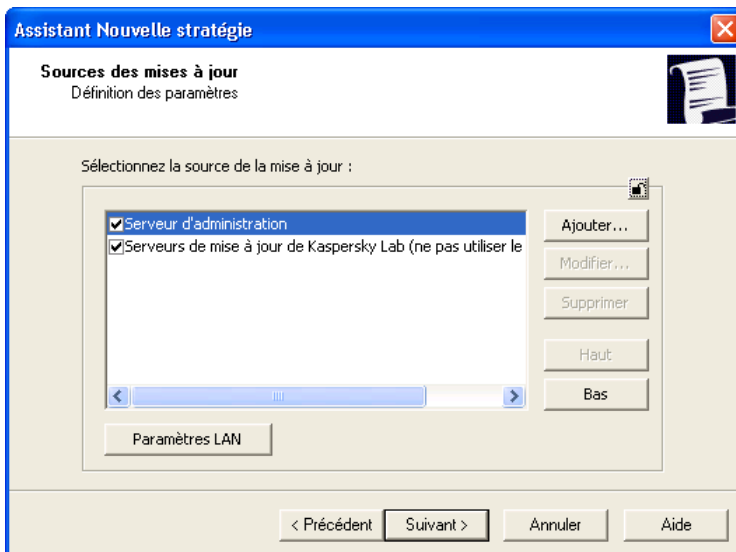 Assistant Nouvelle stratégie
Sources des mises à jour
Définition des paramètres
Sélectionnez la source de la mise à jour :
Serveur d'administration
Serveurs de mise à jour de Kaspersky Lab (ne pas utiliser le
Ajouter...
Modifier...
Supprimer
Haut
Bas
Paramètres LAN
< Précédent
Suivant >
Annuler
Aide